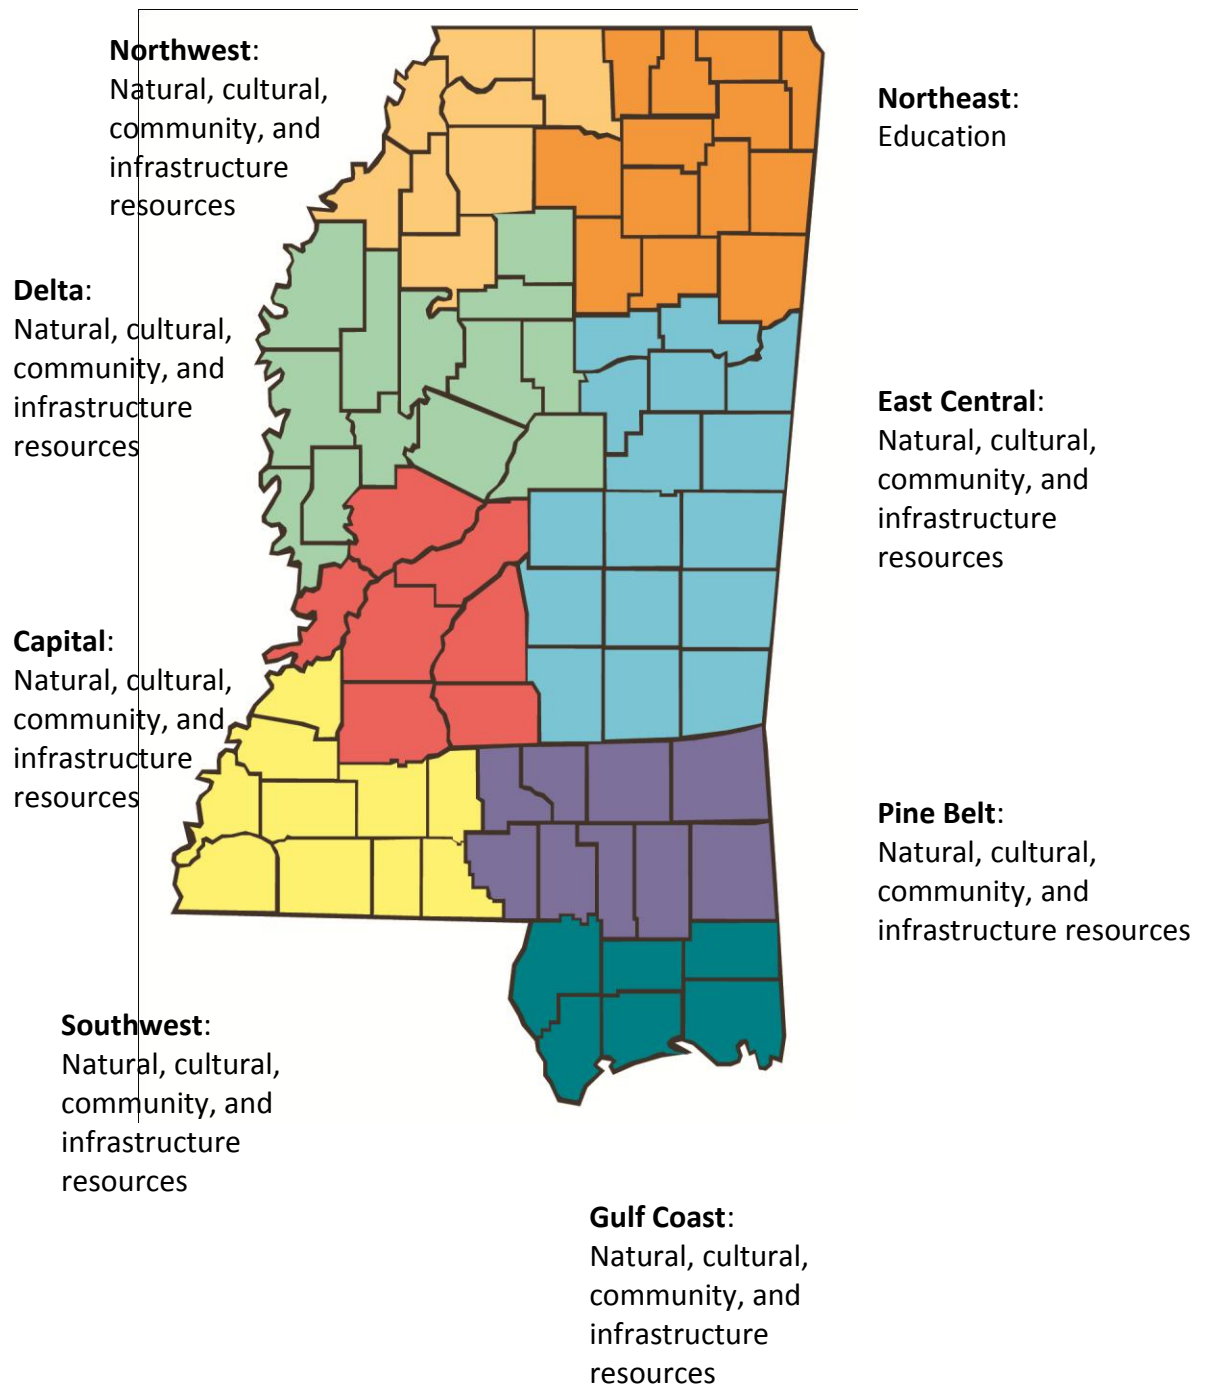 Northwest:
Natural, cultural,
community, and
infrastructure
resources
Northeast:
Education
Delta:
Natural, cultural,
community, and
infrastructure
resources
East Central:
Natural, cultural,
community, and
infrastructure
resources
Capital:
Natural, cultural,
community, and
infrastructure
resources
Pine Belt:
Natural, cultural,
community, and
infrastructure resources
Southwest:
Natural, cultural,
community, and
infrastructure
resources
Gulf Coast:
Natural, cultural,
community, and
infrastructure
resources